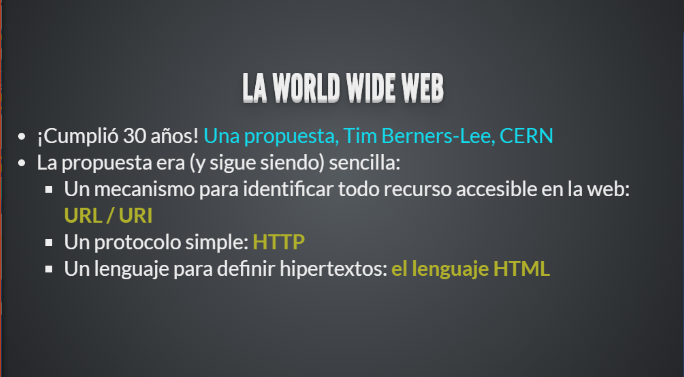 LA WORLD WIDE WEB
• ¡Cumplió 30 años! Una propuesta, Tim Berners-Lee, CERN
• La propuesta era (y sigue siendo) sencilla:
▪ Un mecanismo para identificar todo recurso accesible en la web:
URL / URI
▪ Un protocolo simple: HTTP
▪ Un lenguaje para definir hipertextos: el lenguaje HTML